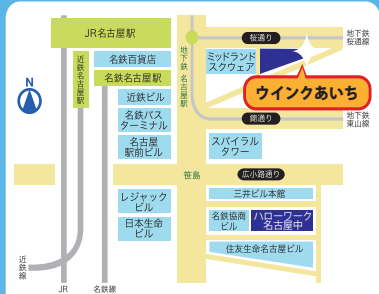 JR名古屋駅
名鉄百貨店
名鉄名古屋駅
近鉄名古屋駅
近鉄ビル
名鉄バス
ターミナル
名古屋
駅前ビル
地下鉄 名古屋駅
桜通り
地下鉄
桜通線
ミッドランド
スクウェア
ウインクあいち
錦通り
地下鉄
東山線
スパイラル
タワー
N
笹島
広小路通り
三井ビル本館
レジャック
ビル
日本生命
ビル
名鉄協商
ビル
ハローワーク
名古屋中
住友生命名古屋ビル
近鉄線
JR
名鉄線